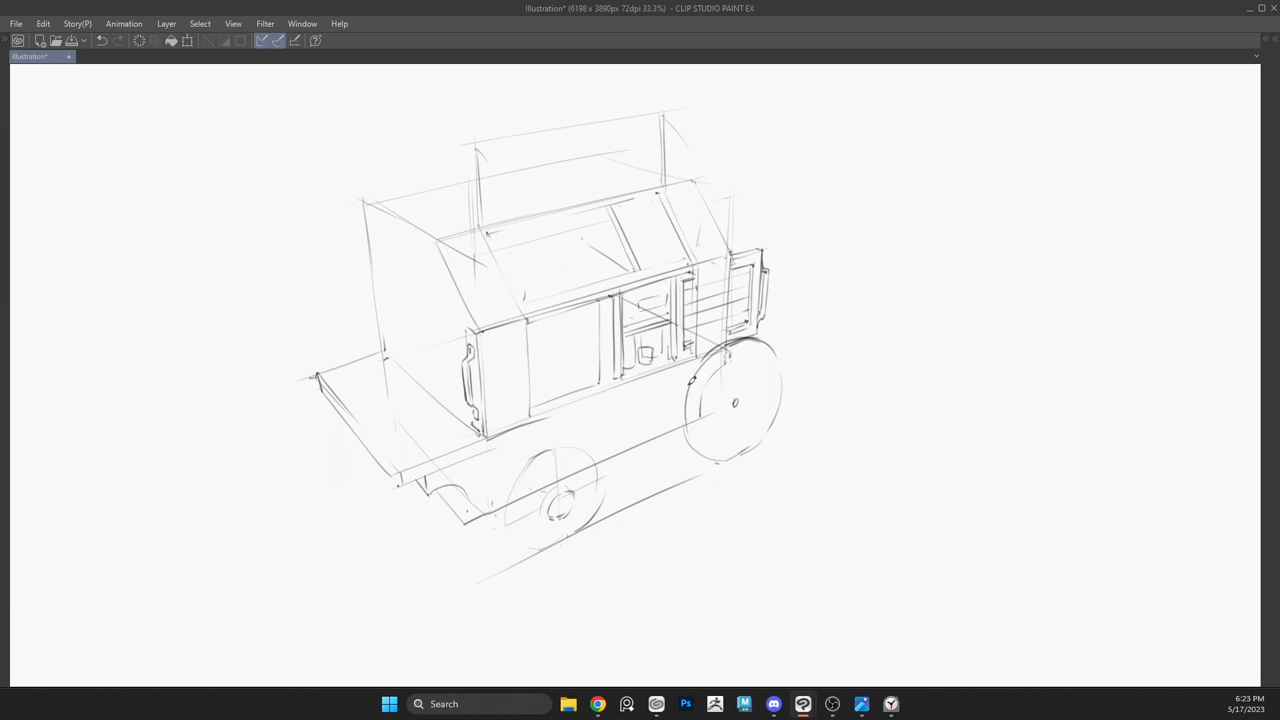 Illustration* (6198 x 3890px 72dpi 33.3%) - CLIP STUDIO PAINT EX
File Edit Story(P) Animation Layer Select View Filter Window Help
Illustration*
Search
Ps
M
6:23 PM
5/17/2023